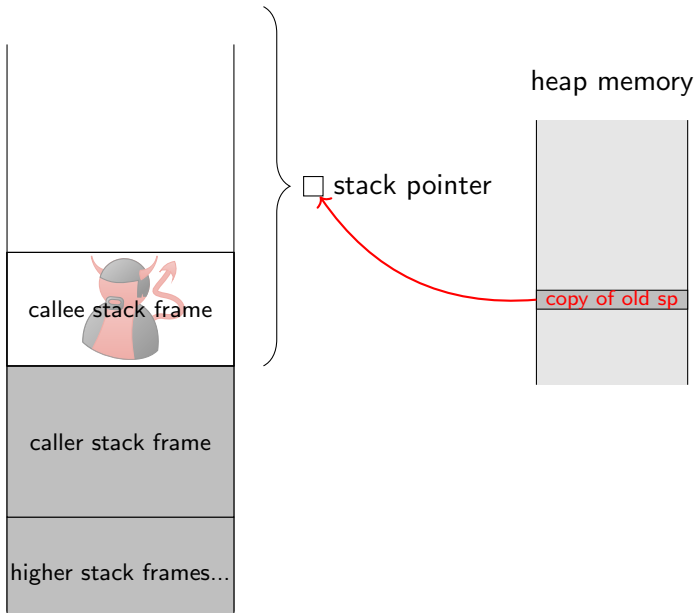 heap memory
stack pointer
copy of old sp
callee stack frame
caller stack frame
higher stack frames...